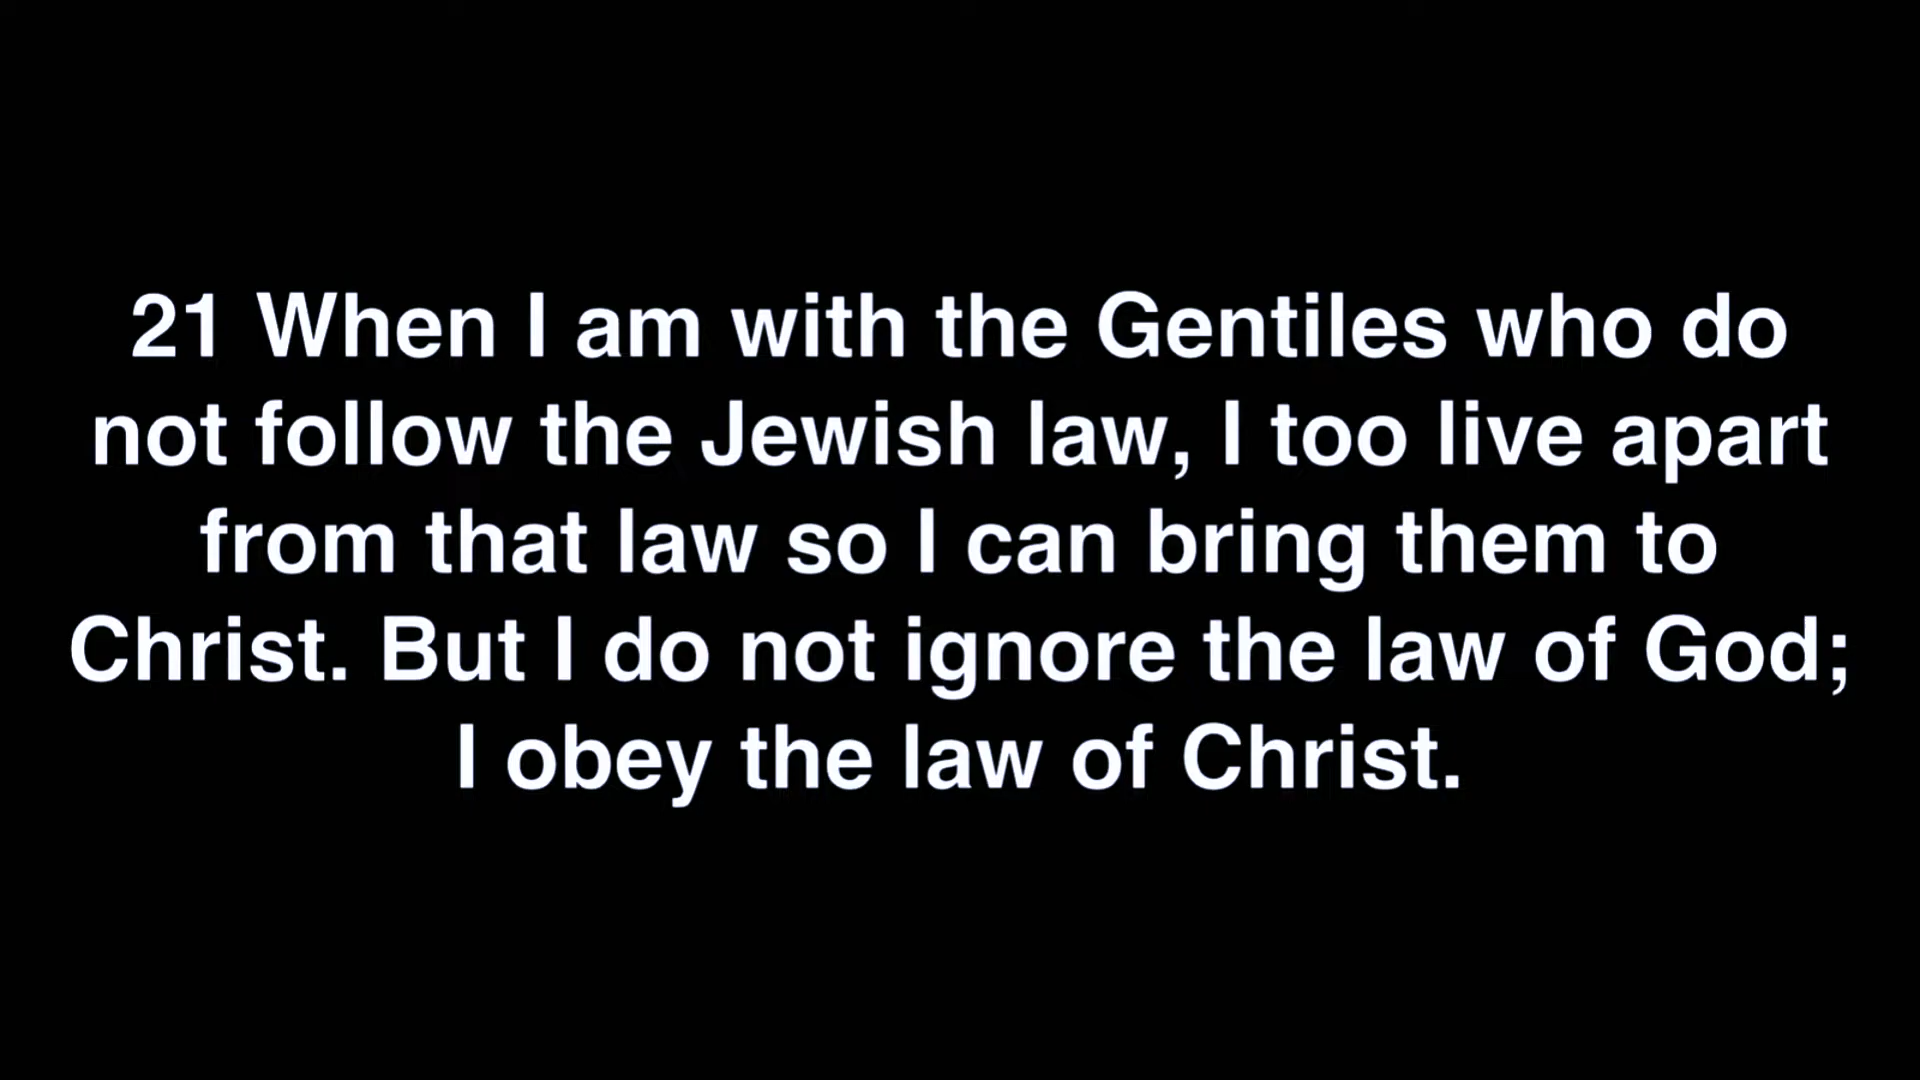 21 When I am with the Gentiles who do
not follow the Jewish law, I too live apart
from that law so I can bring them to
Christ. But I do not ignore the law of God;
I obey the law of Christ.